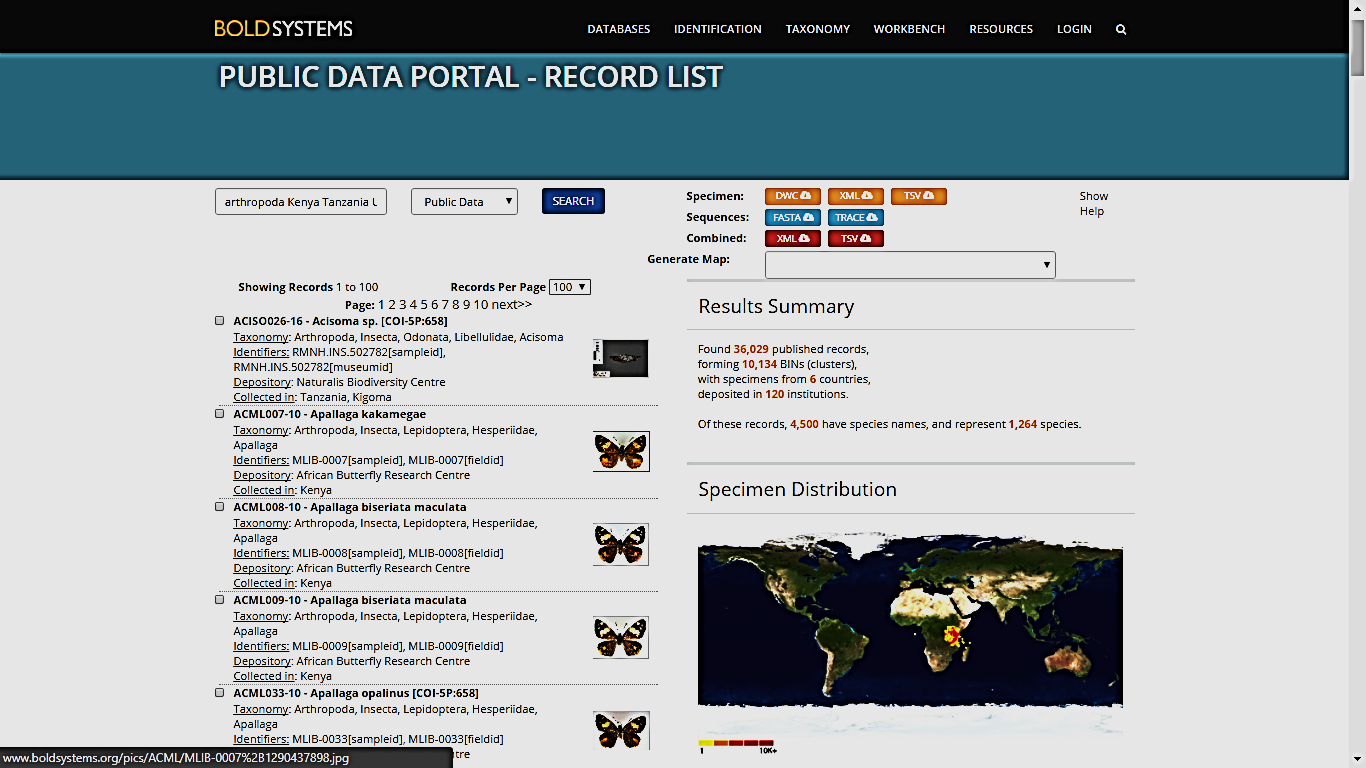 BOLDSYSTEMS
DATABASES IDENTIFICATION TAXONOMY WORKBENCH RESOURCES LOGIN
PUBLIC DATA PORTAL - RECORD LIST
arthropoda Kenya Tanzania U
Public Data
SEARCH
Specimen: DWC XML TSV
Sequences: FASTA TRACE
Combined: XML TSV
Generate Map:
Show
Help
Showing Records 1 to 100 Records Per Page 100
Page: 1 2 3 4 5 6 7 8 9 10 next>>
ACISO026-16 - Acisoma sp. [COI-5P:658]
Taxonomy: Arthropoda, Insecta, Odonata, Libellulidae, Acisoma
Identifiers: RMNH.INS.502782[sampleid],
RMNH.INS.502782[museumid]
Depository: Naturalis Biodiversity Centre
Collected in: Tanzania, Kigoma
ACML007-10 - Apallaga kakamegae
Taxonomy: Arthropoda, Insecta, Lepidoptera, Hesperiidae,
Apallaga
Identifiers: MLIB-0007[sampleid], MLIB-0007[fieldid]
Depository: African Butterfly Research Centre
Collected in: Kenya
ACML008-10 - Apallaga biseriata maculata
Taxonomy: Arthropoda, Insecta, Lepidoptera, Hesperiidae,
Apallaga
Identifiers: MLIB-0008[sampleid], MLIB-0008[fieldid]
Depository: African Butterfly Research Centre
Collected in: Kenya
ACML009-10 - Apallaga biseriata maculata
Taxonomy: Arthropoda, Insecta, Lepidoptera, Hesperiidae,
Apallaga
Identifiers: MLIB-0009[sampleid], MLIB-0009[fieldid]
Depository: African Butterfly Research Centre
Collected in: Kenya
ACML033-10 - Apallaga opalinus [COI-5P:658]
Taxonomy: Arthropoda, Insecta, Lepidoptera, Hesperiidae,
Apallaga
Identifiers: MLIB-0033[sampleid], MLIB-0033[fieldid]
www.boldsystems.org/pics/ACML/MLIB-0007%2B1290437898.jpg
Results Summary
Found 36,029 published records,
forming 10,134 BINs (clusters),
with specimens from 6 countries,
deposited in 120 institutions.
Of these records, 4,500 have species names, and represent 1,264 species.
Specimen Distribution
1 10K+